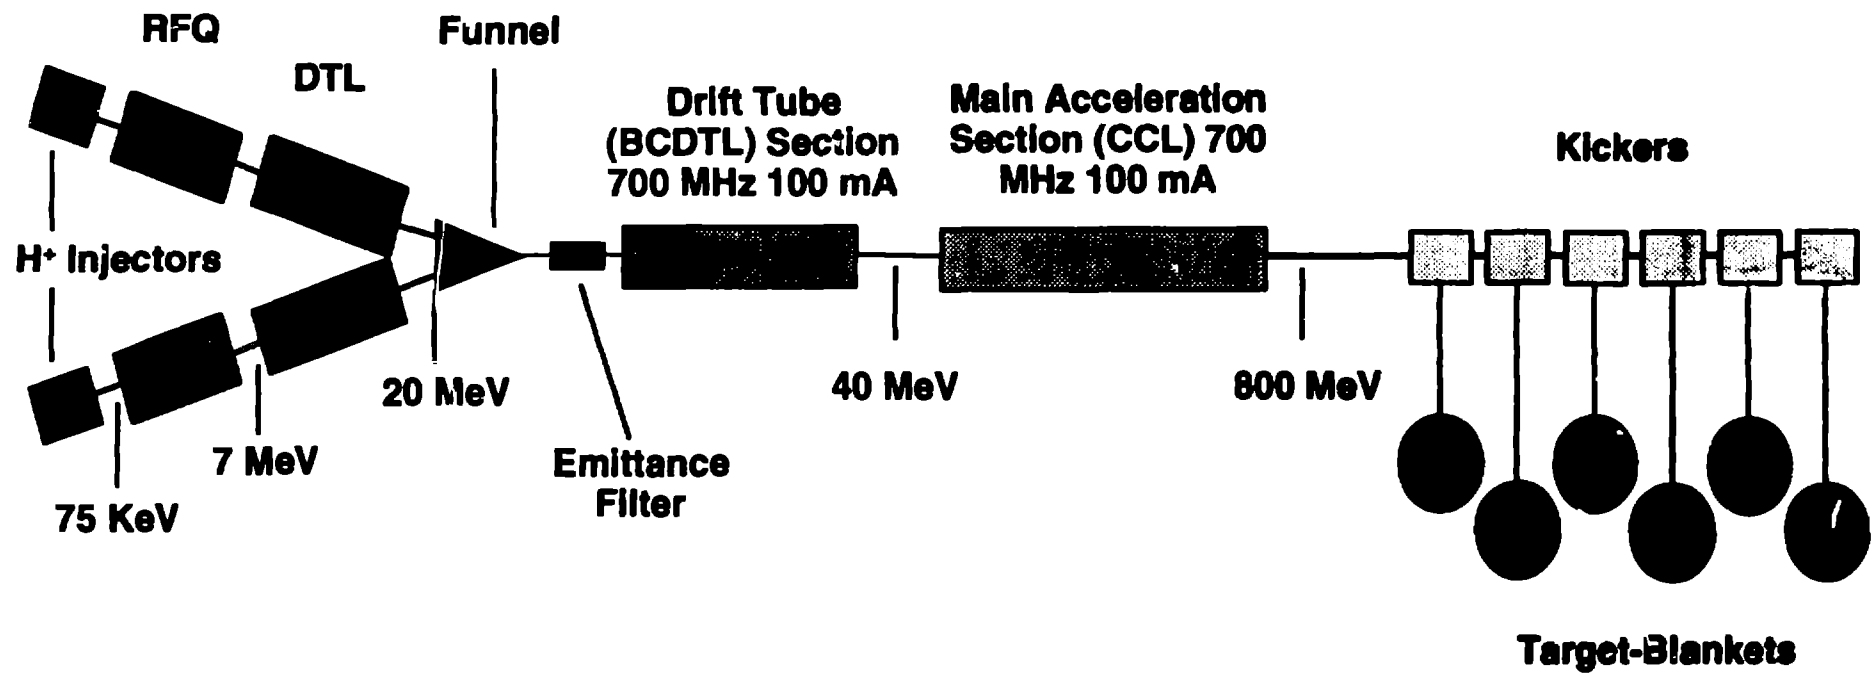 RFQ
DTL
Funnel
Drift Tube
(BCDTL) Section
700 MHz 100 mA
Main Acceleration
Section (CCL) 700
MHz 100 mA
Kickers
H+ Injectors
20 MeV
40 MeV
800 MeV
7 MeV
75 KeV
Emittance
Filter
Target-Blankets